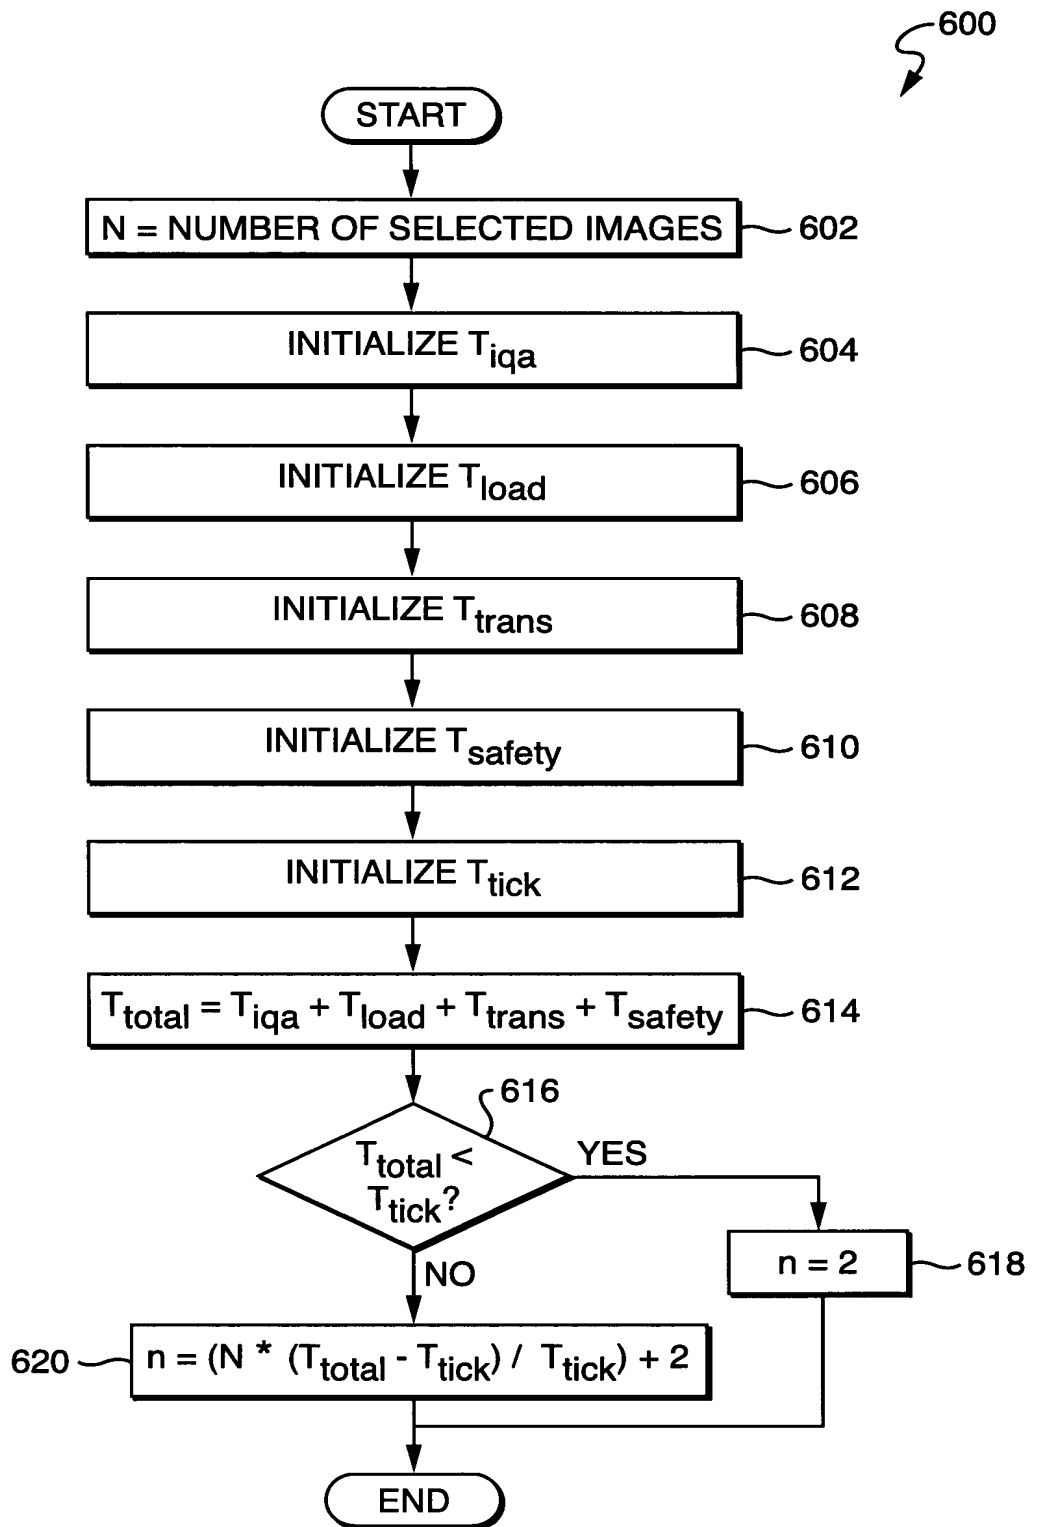 600
START
N = NUMBER OF SELECTED IMAGES
602
INITIALIZE Tiqa
604
INITIALIZE Tload
606
INITIALIZE Ttrans
608
INITIALIZE Tsafety
610
INITIALIZE Ttick
612
Ttotal = Tiqa + Tload + Ttrans + Tsafety
614
616
Ttotal <
Ttick?
YES
n = 2
618
NO
620
n = (N * (Ttotal - Ttick) / Ttick) + 2
END